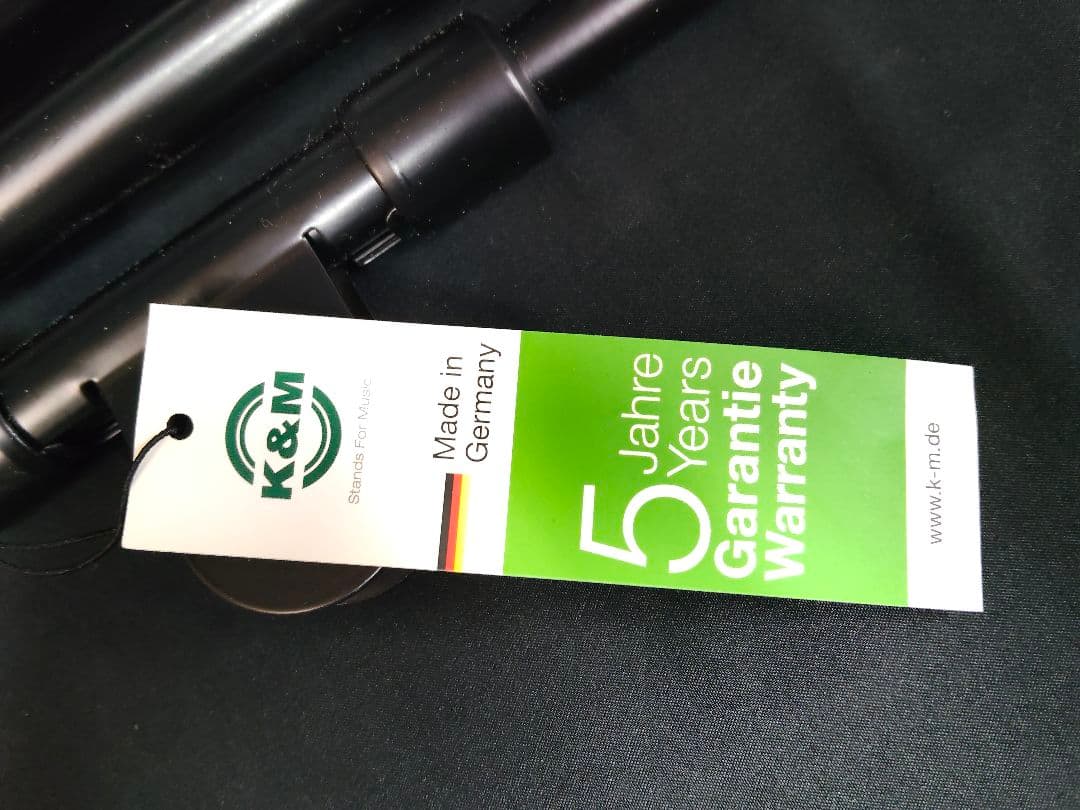 K&M
Stands For Music
Made in
Germany
5 Jahre
Years
Garantie
Warranty
www.k-m.de